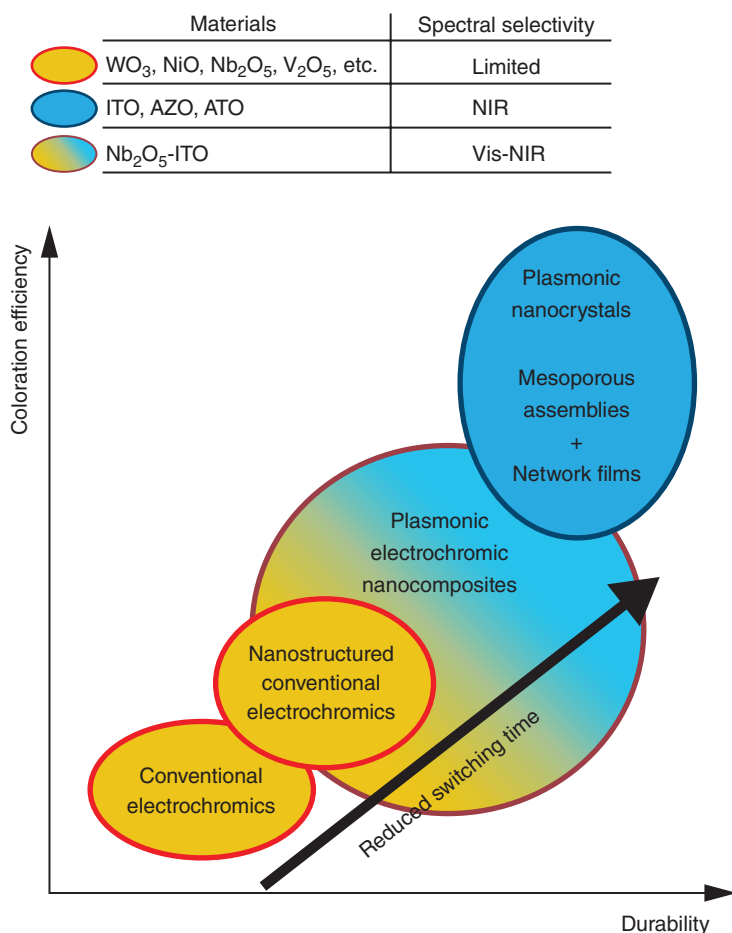 Materials Spectral selectivity
WO₃, NiO, Nb₂O₅, V₂O₅, etc. Limited
ITO, AZO, ATO NIR
Nb₂O₅-ITO Vis-NIR
Coloration efficiency
Plasmonic
nanocrystals
Mesoporous
assemblies
+
Network films
Plasmonic
electrochromic
nanocomposites
Nanostructured
conventional
electrochromics
Conventional
electrochromics
Reduced switching time
Durability